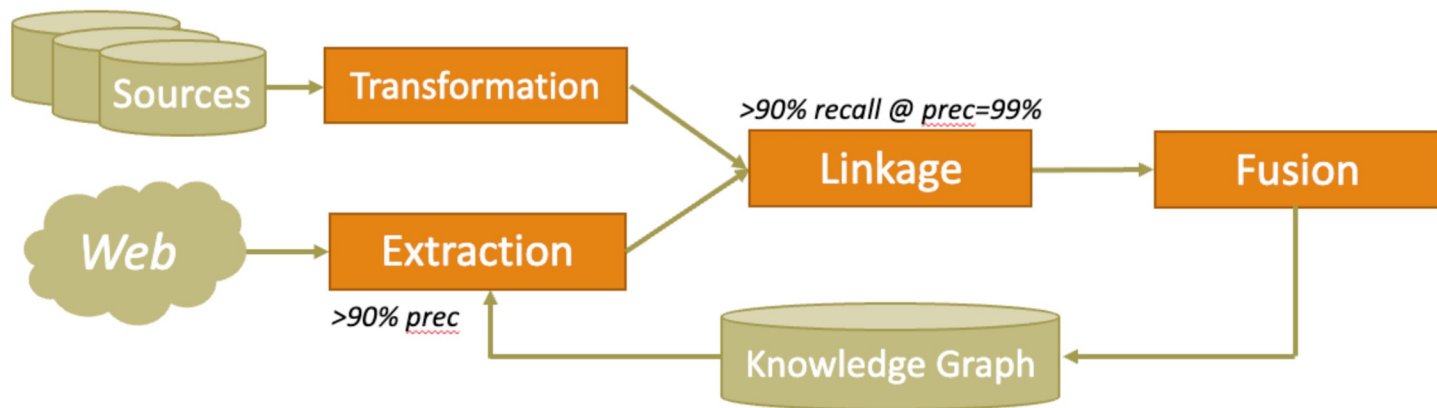 Sources
Transformation
>90% recall @ prec=99%
Linkage
Fusion
Web
Extraction
>90% prec
Knowledge Graph